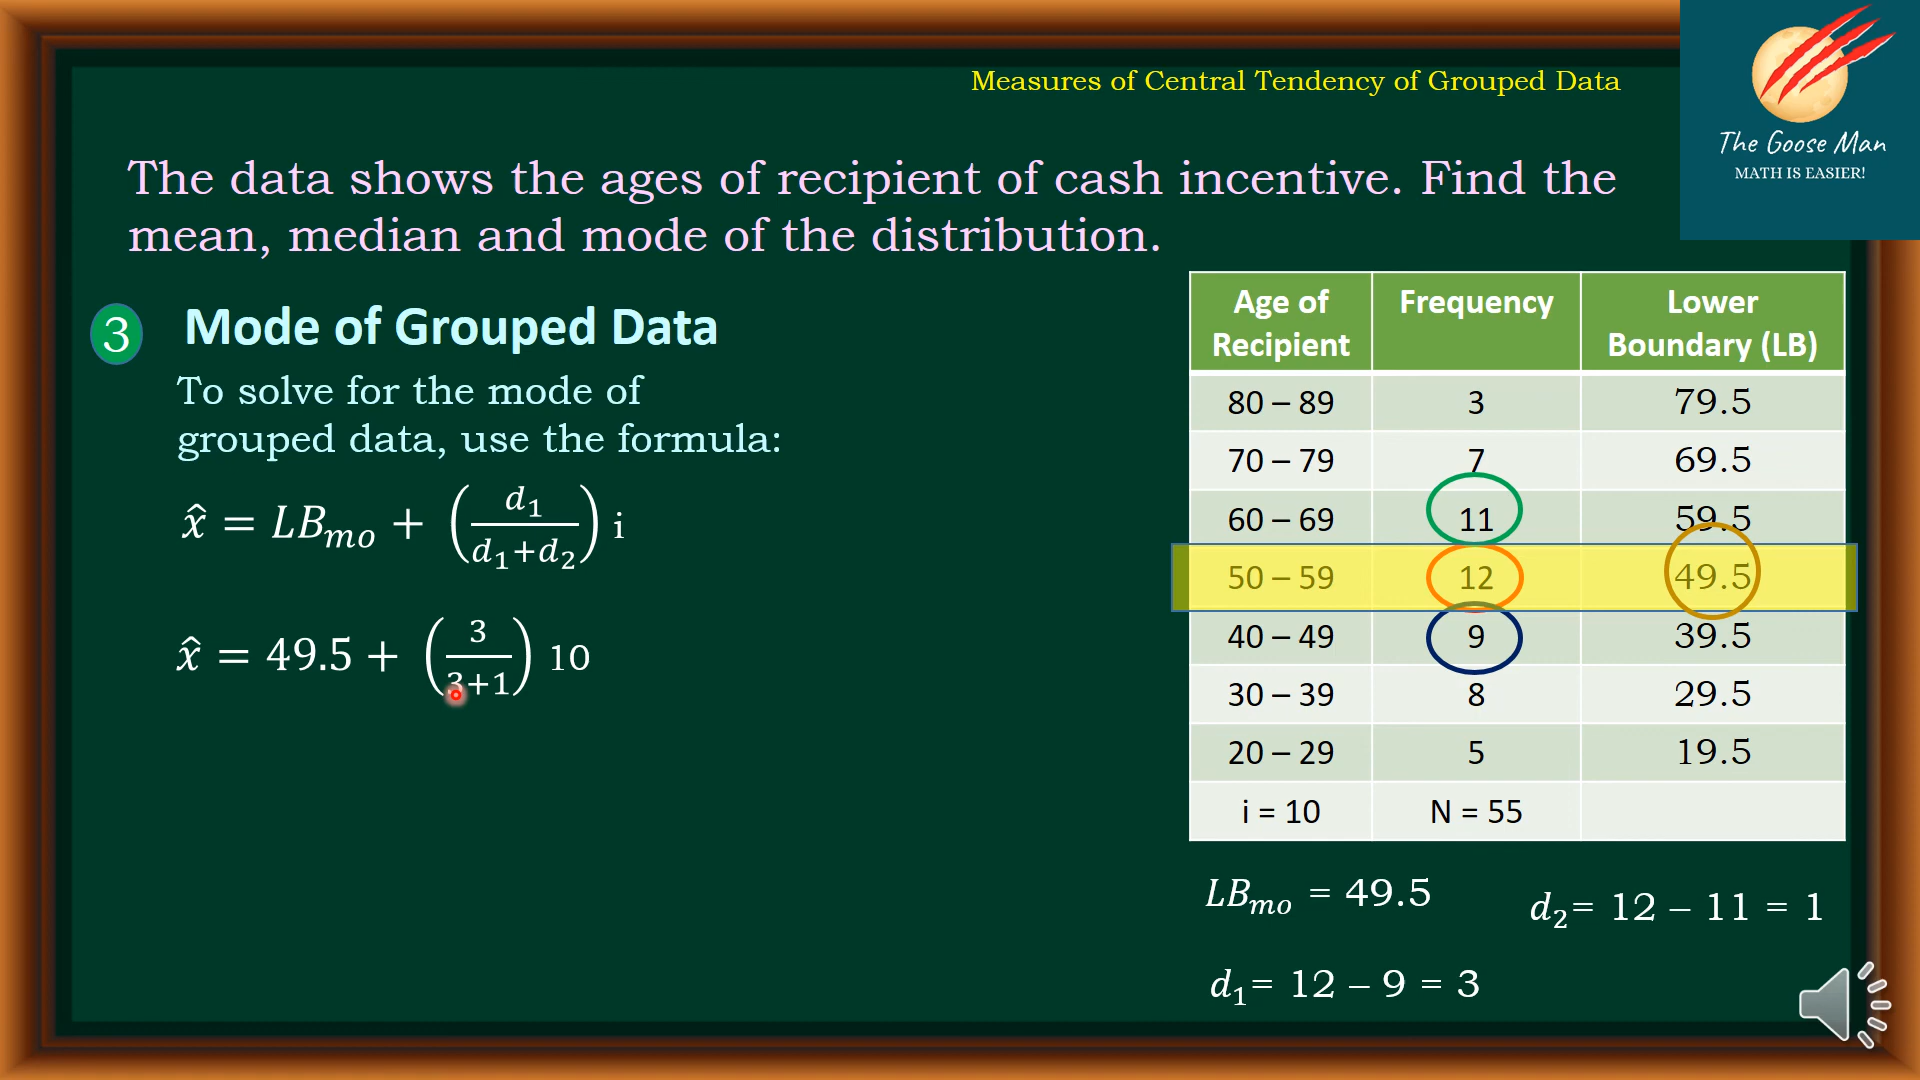 Measures of Central Tendency of Grouped Data
The Goose Man
MATH IS EASIER!
The data shows the ages of recipient of cash incentive. Find the
mean, median and mode of the distribution.
3 Mode of Grouped Data
To solve for the mode of
grouped data, use the formula:
x̂ = LB_mo + (d₁/(d₁+d₂)) i
x̂ = 49.5 + (3/(3+1)) 10
Age of Recipient Frequency Lower Boundary (LB)
80 – 89 3 79.5
70 – 79 7 69.5
60 – 69 11 59.5
50 – 59 12 49.5
40 – 49 9 39.5
30 – 39 8 29.5
20 – 29 5 19.5
i = 10 N = 55
LB_mo = 49.5
d₂= 12 – 11 = 1
d₁= 12 – 9 = 3